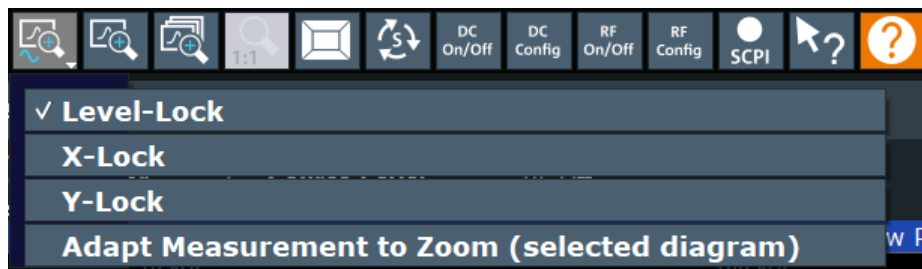 1:1
S
DC On/Off
DC Config
RF On/Off
RF Config
SCPI
?
?
✓ Level-Lock
X-Lock
Y-Lock
Adapt Measurement to Zoom (selected diagram)
w